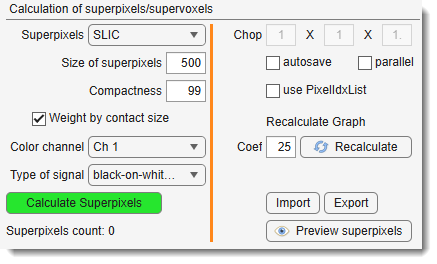 Calculation of superpixels/supervoxels
Superpixels SLIC
Size of superpixels 500
Compactness 99
Weight by contact size
Color channel Ch 1
Type of signal black-on-whit...
Calculate Superpixels
Superpixels count: 0
Chop 1 X 1 X 1.
autosave parallel
use PixelIdxList
Recalculate Graph
Coef 25 Recalculate
Import Export
Preview superpixels